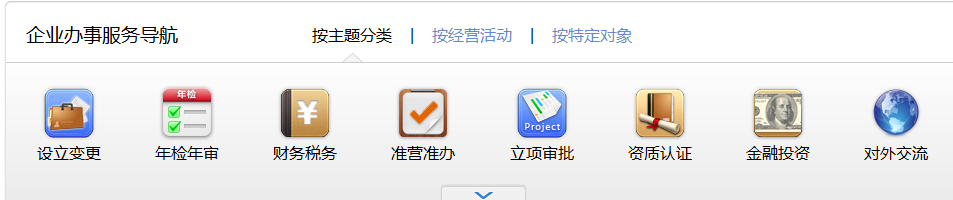 企业办事服务导航 按主题分类 | 按经营活动 | 按特定对象
年检 ¥ Project
设立变更 年检年审 财务税务 准营准办 立项审批 资质认证 金融投资 对外交流